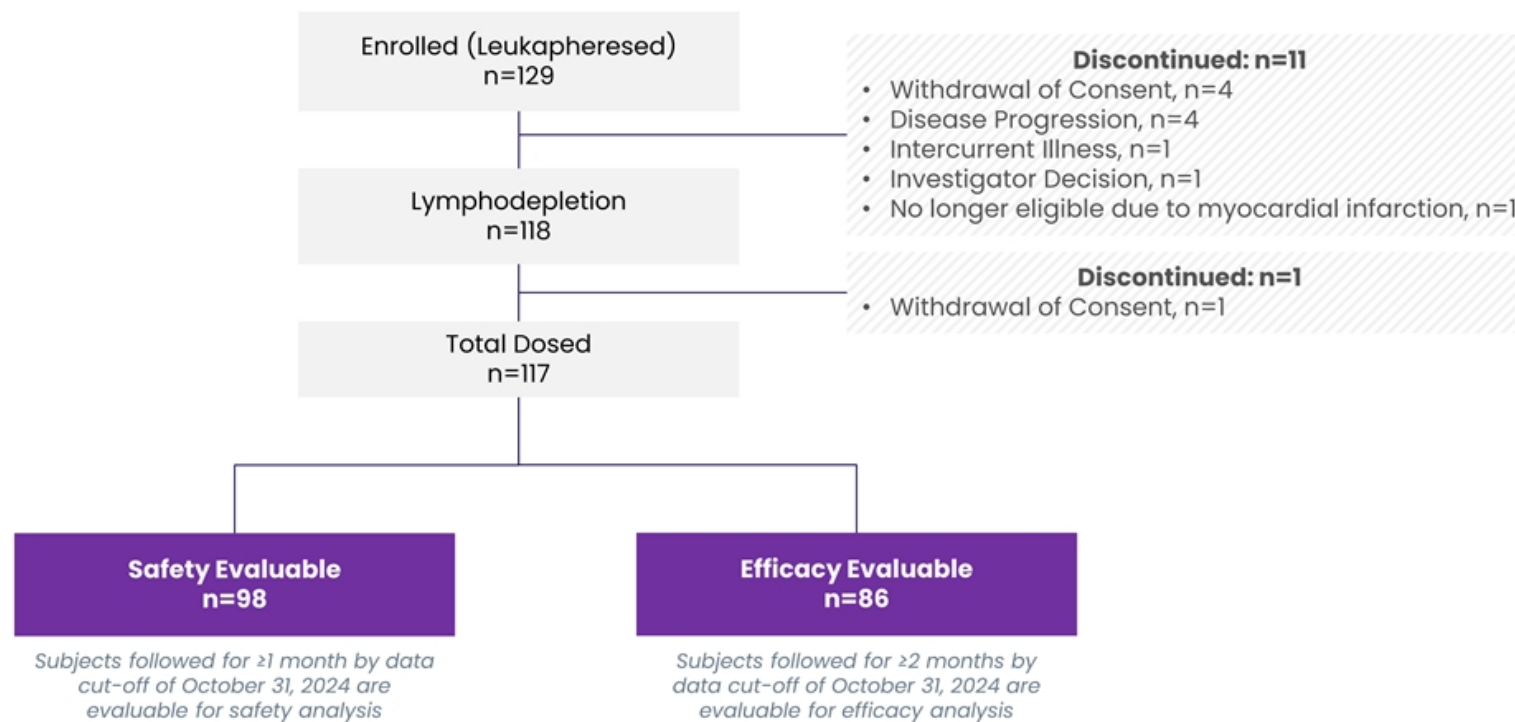 Enrolled (Leukapheresed)
n=129
Discontinued: n=11
• Withdrawal of Consent, n=4
• Disease Progression, n=4
• Intercurrent Illness, n=1
• Investigator Decision, n=1
• No longer eligible due to myocardial infarction, n=1
Lymphodepletion
n=118
Discontinued: n=1
• Withdrawal of Consent, n=1
Total Dosed
n=117
Safety Evaluable
n=98
Subjects followed for ≥1 month by data
cut-off of October 31, 2024 are
evaluable for safety analysis
Efficacy Evaluable
n=86
Subjects followed for ≥2 months by
data cut-off of October 31, 2024 are
evaluable for efficacy analysis